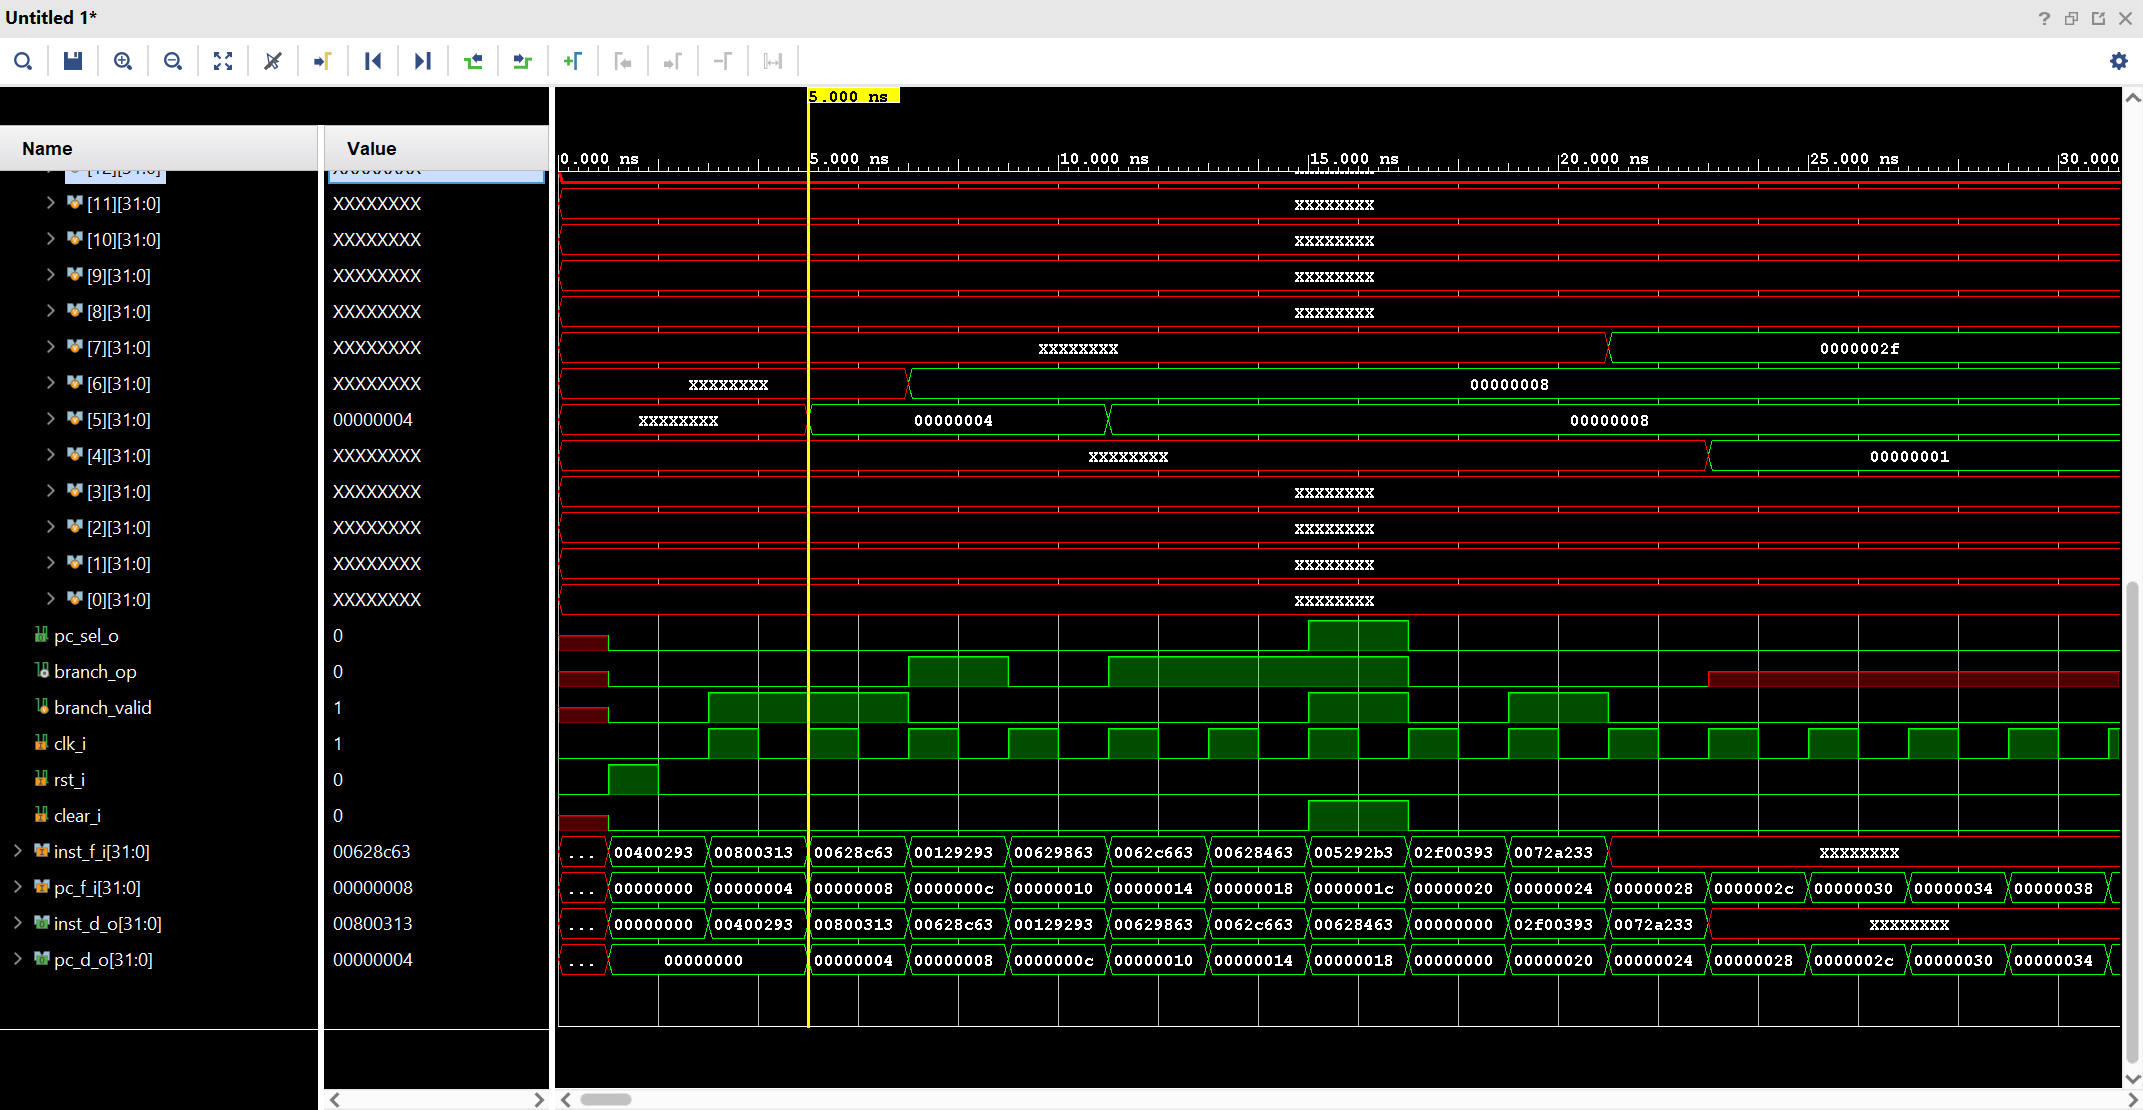 Untitled 1*
5.000 ns
Name Value
0.000 ns 5.000 ns 10.000 ns 15.000 ns 20.000 ns 25.000 ns 30.000
[12][31:0] XXXXXXXX
[11][31:0] XXXXXXXX XXXXXXXX
[10][31:0] XXXXXXXX XXXXXXXX
[9][31:0] XXXXXXXX XXXXXXXX
[8][31:0] XXXXXXXX XXXXXXXX
[7][31:0] XXXXXXXX XXXXXXXX 0000002f
[6][31:0] XXXXXXXX XXXXXXXX 00000008
[5][31:0] 00000004 XXXXXXXX 00000004 00000008
[4][31:0] XXXXXXXX XXXXXXXX 00000001
[3][31:0] XXXXXXXX XXXXXXXX
[2][31:0] XXXXXXXX XXXXXXXX
[1][31:0] XXXXXXXX XXXXXXXX
[0][31:0] XXXXXXXX XXXXXXXX
pc_sel_o 0
branch_op 0
branch_valid 1
clk_i 1
rst_i 0
clear_i 0
inst_f_i[31:0] 00628c63 ... 00400293 00800313 00628c63 00129293 00629863 0062c663 00628463 005292b3 02f00393 0072a233 XXXXXXXX
pc_f_i[31:0] 00000008 ... 00000000 00000004 00000008 0000000c 00000010 00000014 00000018 0000001c 00000020 00000024 00000028 0000002c 00000030 00000034 00000038
inst_d_o[31:0] 00800313 ... 00000000 00400293 00800313 00628c63 00129293 00629863 0062c663 00628463 00000000 02f00393 0072a233 XXXXXXXX
pc_d_o[31:0] 00000004 ... 00000000 00000004 00000008 0000000c 00000010 00000014 00000018 00000000 00000020 00000024 00000028 0000002c 00000030 00000034